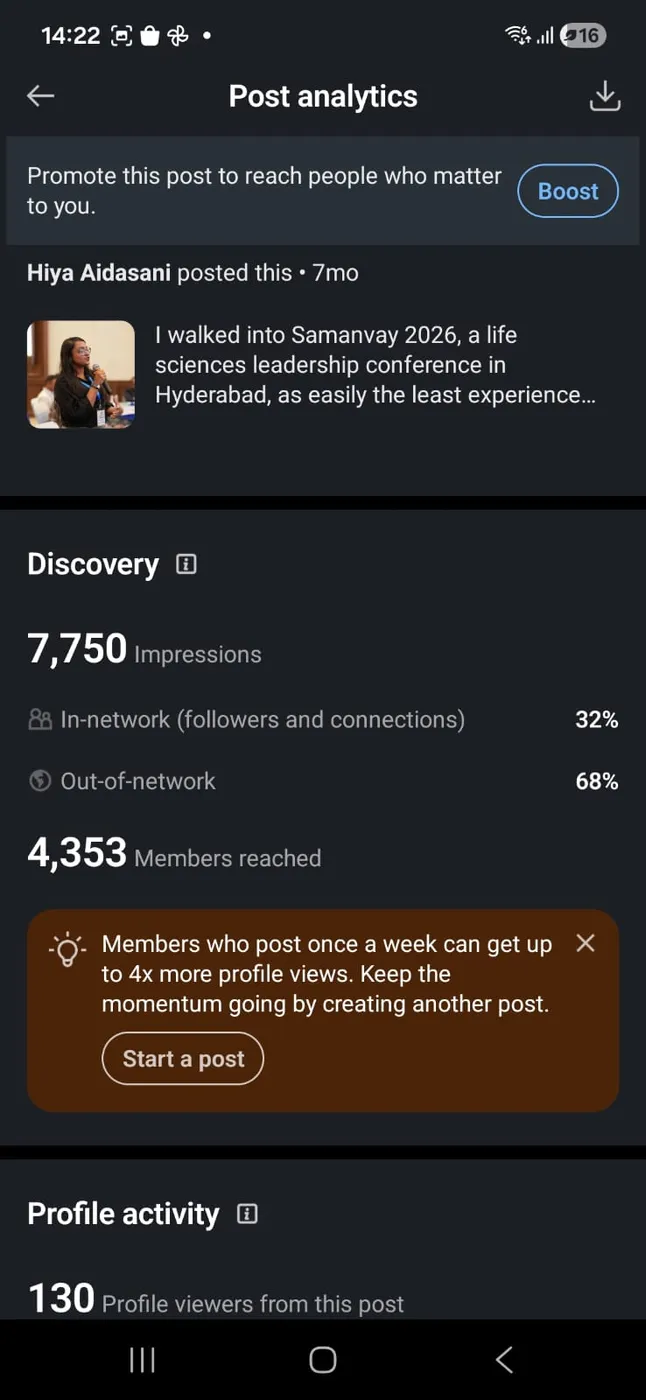 14:22
16
Post analytics
Promote this post to reach people who matter
to you.
Boost
Hiya Aidasani posted this • 7mo
I walked into Samanvay 2026, a life
sciences leadership conference in
Hyderabad, as easily the least experience...
Discovery
7,750 Impressions
In-network (followers and connections) 32%
Out-of-network 68%
4,353 Members reached
Members who post once a week can get up
to 4x more profile views. Keep the
momentum going by creating another post.
Start a post
Profile activity
130 Profile viewers from this post